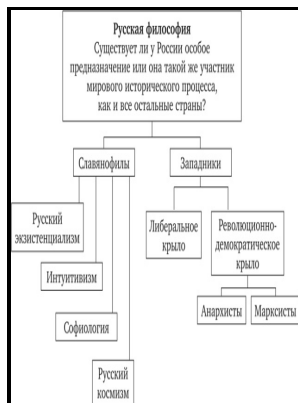 Русская философия
Существует ли у России особое
предназначение или она такой же участник
мирового исторического процесса,
как и все остальные страны?
Славянофилы
Западники
Русский
экзистенциализм
Либеральное
крыло
Революционно-
демократическое
крыло
Интуитивизм
Анархисты
Марксисты
Софиология
Русский
космизм